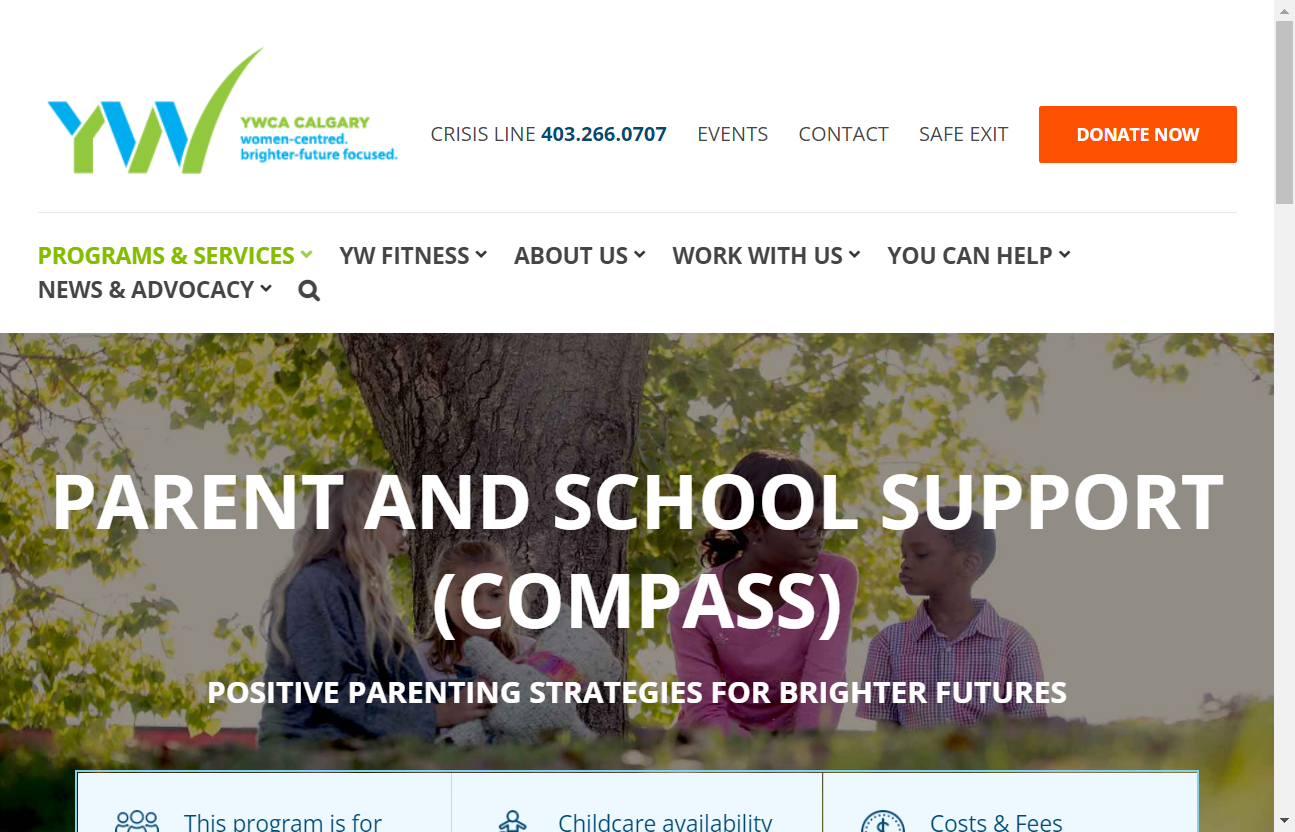 YW
YWCA CALGARY
women-centred.
brighter-future focused.
CRISIS LINE 403.266.0707 EVENTS CONTACT SAFE EXIT DONATE NOW
PROGRAMS & SERVICES YW FITNESS ABOUT US WORK WITH US YOU CAN HELP
NEWS & ADVOCACY
PARENT AND SCHOOL SUPPORT
(COMPASS)
POSITIVE PARENTING STRATEGIES FOR BRIGHTER FUTURES
This program is for Childcare availability Costs & Fees